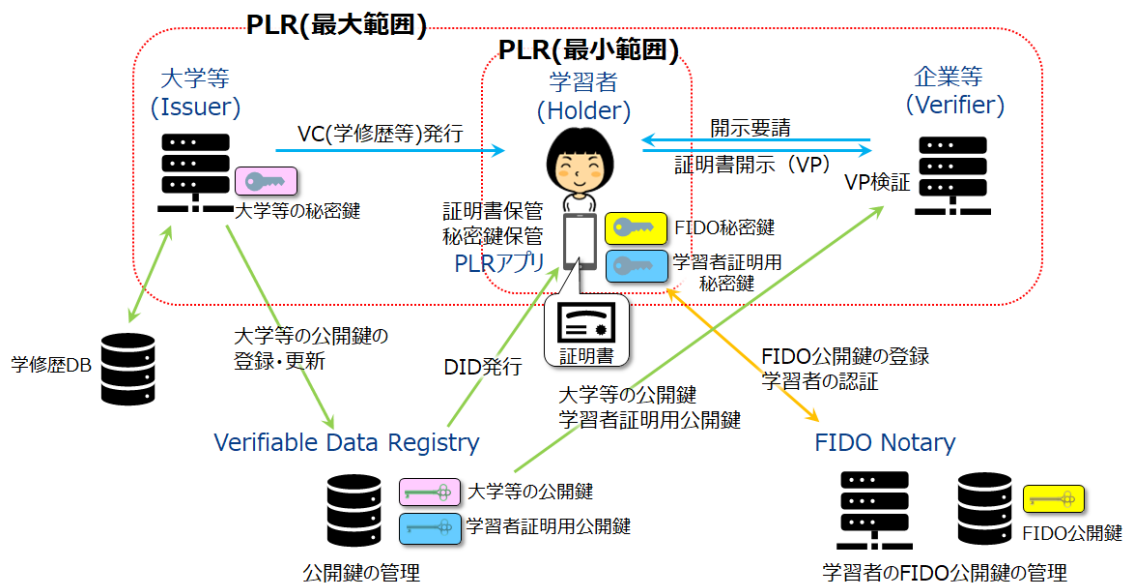 PLR(最大範囲)
PLR(最小範囲)
大学等
(Issuer)
学習者
(Holder)
企業等
(Verifier)
VC(学修歴等)発行
開示要請
証明書開示（VP）
VP検証
大学等の秘密鍵
証明書保管
秘密鍵保管
PLRアプリ
FIDO秘密鍵
学習者証明用
秘密鍵
証明書
学修歴DB
大学等の公開鍵の
登録・更新
DID発行
大学等の公開鍵
学習者証明用公開鍵
FIDO公開鍵の登録
学習者の認証
Verifiable Data Registry
大学等の公開鍵
学習者証明用公開鍵
公開鍵の管理
FIDO Notary
FIDO公開鍵
学習者のFIDO公開鍵の管理